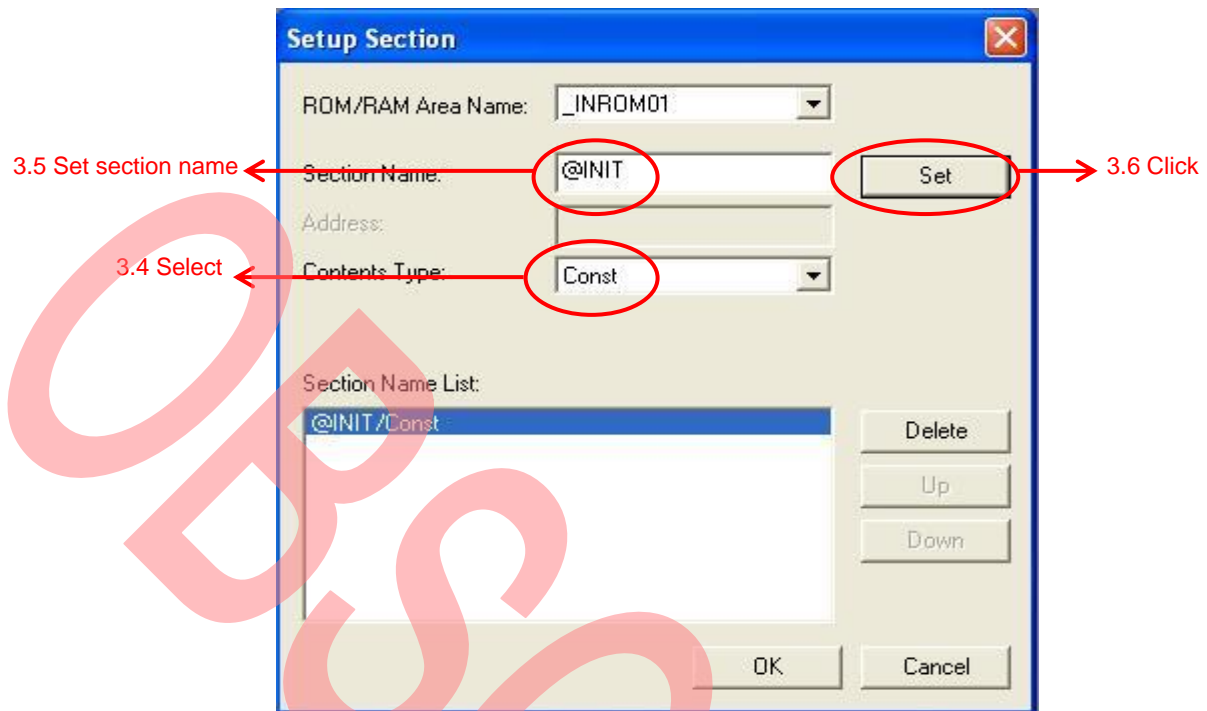 Setup Section
ROM/RAM Area Name: _INROM01
3.5 Set section name
Section Name: @INIT
Set
3.6 Click
Address:
3.4 Select
Contents Type: Const
Section Name List:
@INIT/Const
Delete
Up
Down
OK
Cancel
OBSO